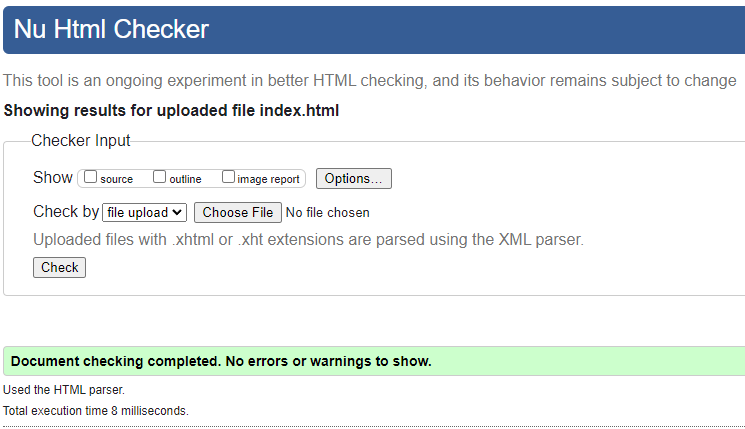 Nu Html Checker
This tool is an ongoing experiment in better HTML checking, and its behavior remains subject to change
Showing results for uploaded file index.html
Checker Input
Show source outline image report Options...
Check by file upload Choose File No file chosen
Uploaded files with .xhtml or .xht extensions are parsed using the XML parser.
Check
Document checking completed. No errors or warnings to show.
Used the HTML parser.
Total execution time 8 milliseconds.